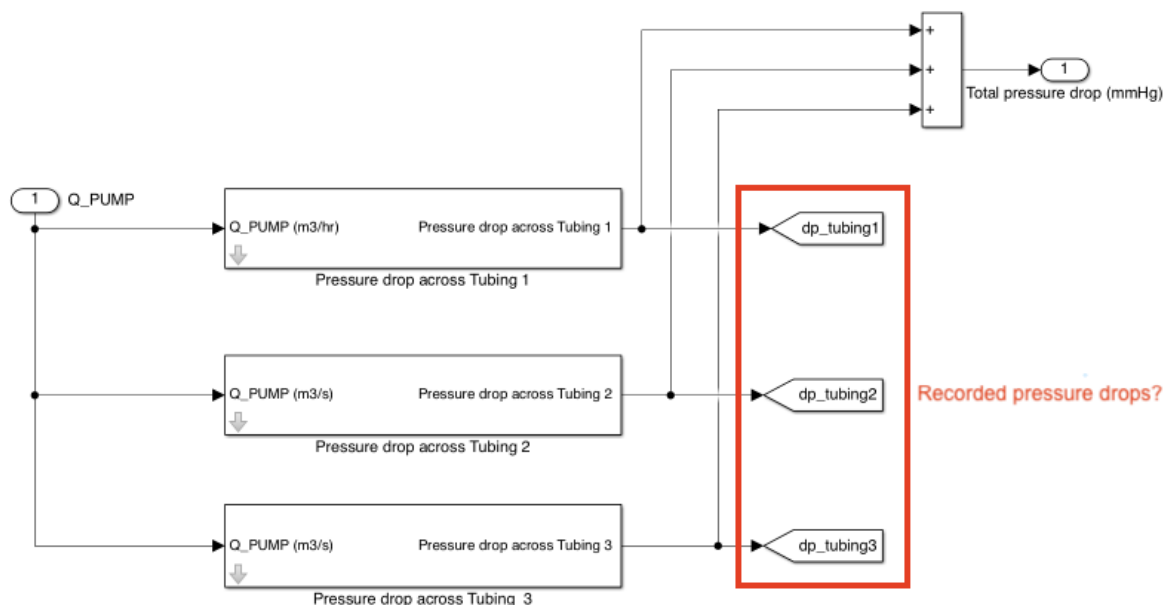 +
+
+
1
Total pressure drop (mmHg)
1
Q_PUMP
Q_PUMP (m3/hr)
Pressure drop across Tubing 1
dp_tubing1
Pressure drop across Tubing 1
Q_PUMP (m3/s)
Pressure drop across Tubing 2
dp_tubing2
Recorded pressure drops?
Pressure drop across Tubing 2
Q_PUMP (m3/s)
Pressure drop across Tubing 3
dp_tubing3
Pressure drop across Tubing  3